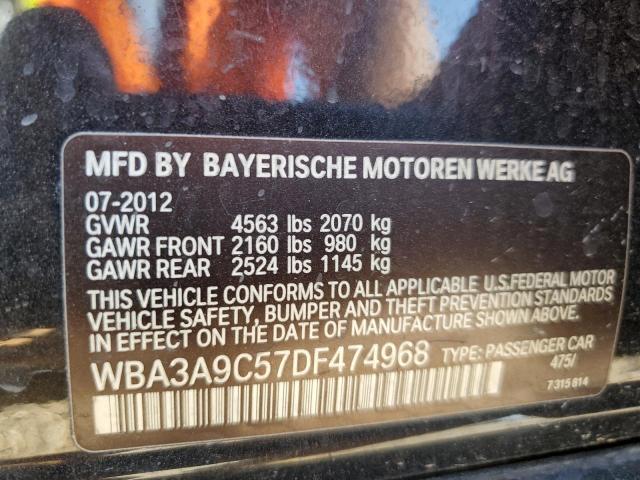 MFD BY BAYERISCHE MOTOREN WERKE AG
07-2012
GVWR 4563 lbs 2070 kg
GAWR FRONT 2160 lbs 980 kg
GAWR REAR 2524 lbs 1145 kg
THIS VEHICLE CONFORMS TO ALL APPLICABLE U.S.FEDERAL MOTOR
VEHICLE SAFETY, BUMPER AND THEFT PREVENTION STANDARDS
IN EFFECT ON THE DATE OF MANUFACTURE SHOWN ABOVE.
WBA3A9C57DF474968 TYPE: PASSENGER CAR
475/
7315814